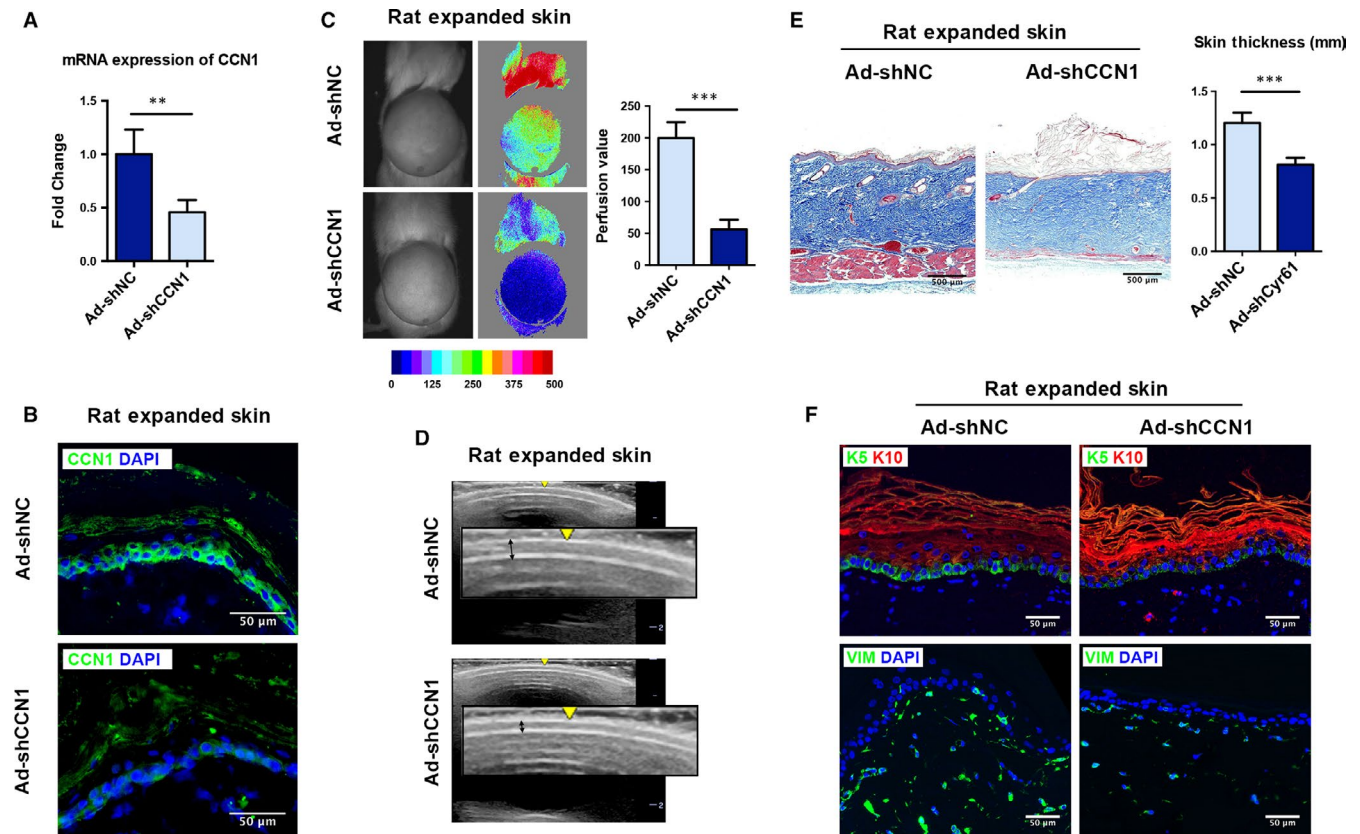 A
mRNA expression of CCN1
Fold Change
1.5
1.0
0.5
0.0
**
Ad-shNC
Ad-shCCN1
B
Rat expanded skin
Ad-shNC
CCN1 DAPI
50 µm
Ad-shCCN1
CCN1 DAPI
50 µm
C
Rat expanded skin
Ad-shNC
Ad-shCCN1
0 125 250 375 500
Perfusion value
250
200
150
100
50
0
***
Ad-shNC
Ad-shCCN1
D
Rat expanded skin
Ad-shNC
2
Ad-shCCN1
2
E
Rat expanded skin
Ad-shNC
Ad-shCCN1
500 µm
500 µm
Skin thickness (mm)
***
1.5
1.0
0.5
0.0
Ad-shNC
Ad-shCyr61
F
Rat expanded skin
Ad-shNC
Ad-shCCN1
K5 K10
50 µm
K5 K10
50 µm
VIM DAPI
50 µm
VIM DAPI
50 µm